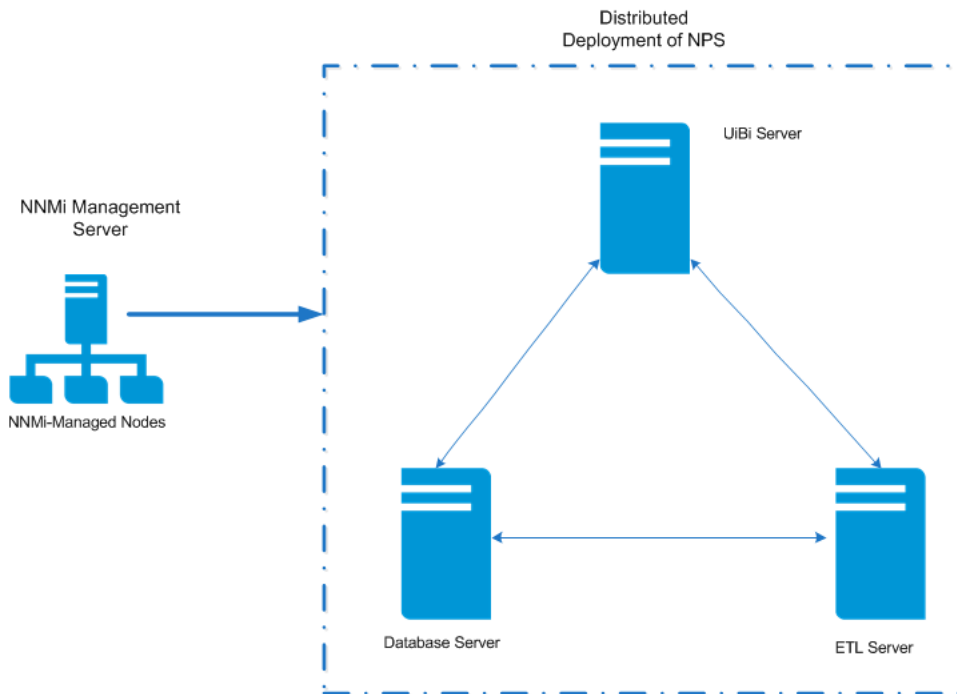 Distributed
Deployment of NPS
UiBi Server
NNMi Management
Server
NNMi-Managed Nodes
Database Server
ETL Server